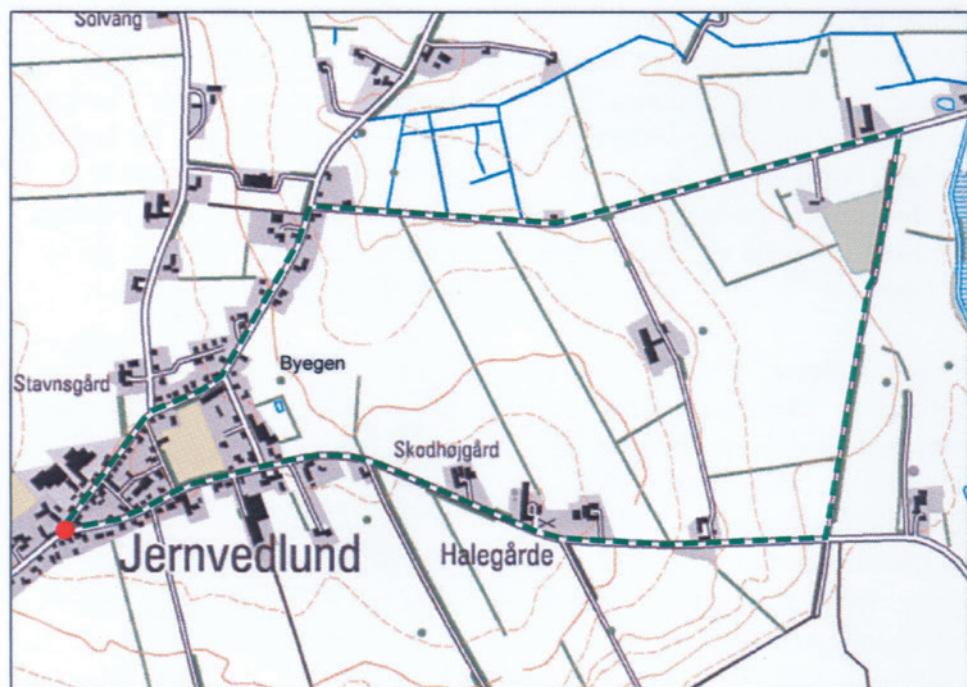 Solvang
Byegen
Stavnsgård
Skodhøjgård
Jernvedlund
Halegårde